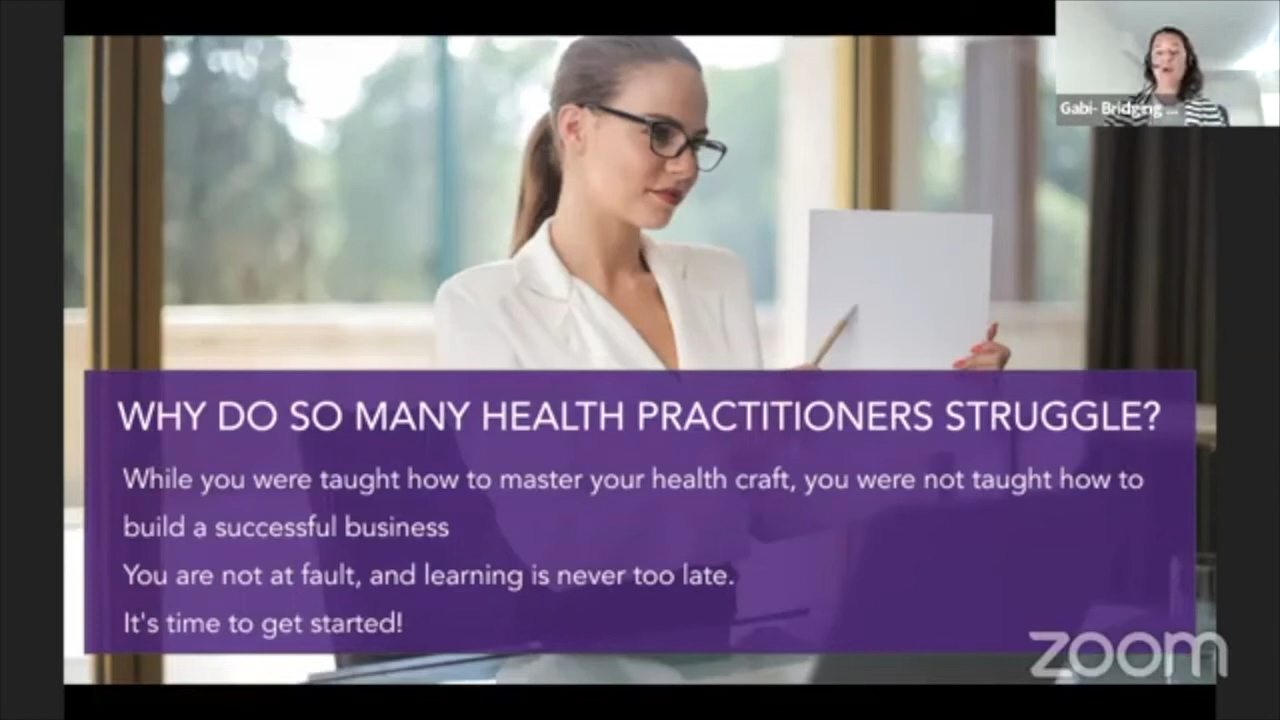 Gabi- Bridging
WHY DO SO MANY HEALTH PRACTITIONERS STRUGGLE?
While you were taught how to master your health craft, you were not taught how to
build a successful business
You are not at fault, and learning is never too late.
It's time to get started!
zoom